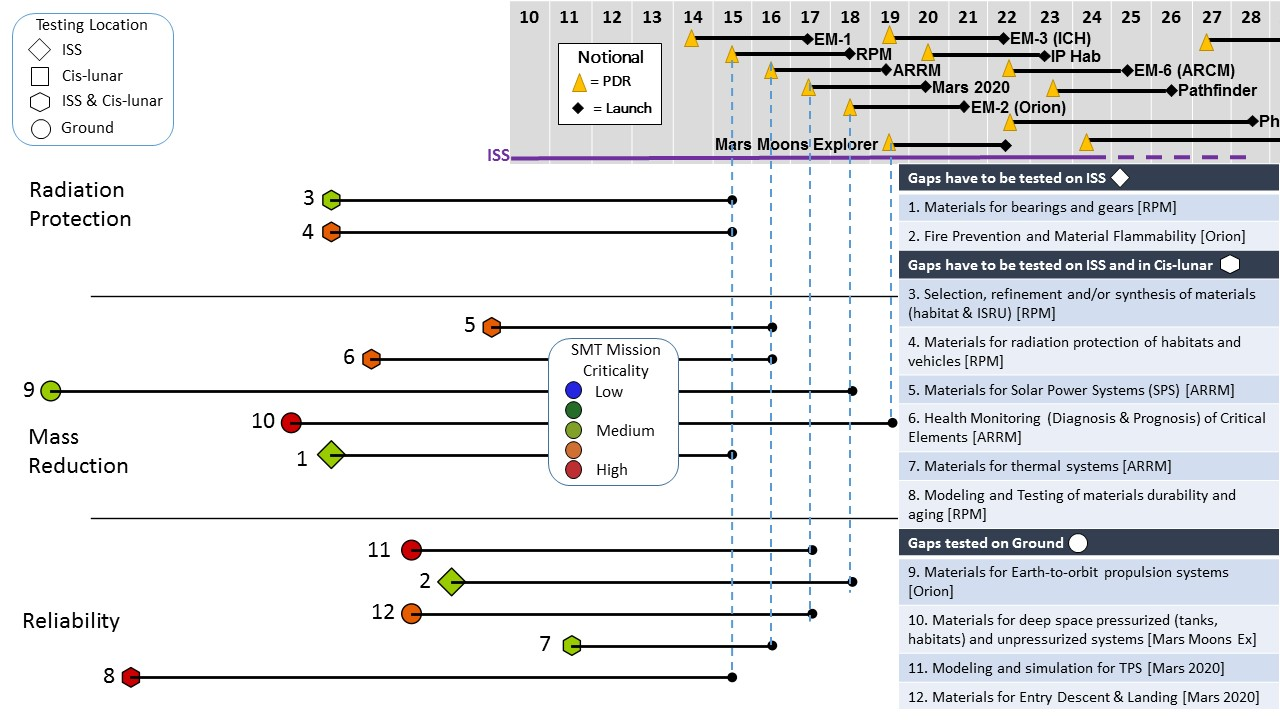 Testing Location
ISS
Cis-lunar
ISS & Cis-lunar
Ground
10 11 12 13 14 15 16 17 18 19 20 21 22 23 24 25 26 27 28
Notional
= PDR
= Launch
EM-1
EM-3 (ICH)
RPM
IP Hab
ARRM
EM-6 (ARCM)
Mars 2020
Pathfinder
EM-2 (Orion)
Ph
Mars Moons Explorer
ISS
Radiation
Protection
3
4
Mass
Reduction
5
6
9
10
1
SMT Mission
Criticality
Low
Medium
High
Reliability
11
2
12
7
8
Gaps have to be tested on ISS
1. Materials for bearings and gears [RPM]
2. Fire Prevention and Material Flammability [Orion]
Gaps have to be tested on ISS and in Cis-lunar
3. Selection, refinement and/or synthesis of materials
(habitat & ISRU) [RPM]
4. Materials for radiation protection of habitats and
vehicles [RPM]
5. Materials for Solar Power Systems (SPS) [ARRM]
6. Health Monitoring (Diagnosis & Prognosis) of Critical
Elements [ARRM]
7. Materials for thermal systems [ARRM]
8. Modeling and Testing of materials durability and
aging [RPM]
Gaps tested on Ground
9. Materials for Earth-to-orbit propulsion systems
[Orion]
10. Materials for deep space pressurized (tanks,
habitats) and unpressurized systems [Mars Moons Ex]
11. Modeling and simulation for TPS [Mars 2020]
12. Materials for Entry Descent & Landing [Mars 2020]